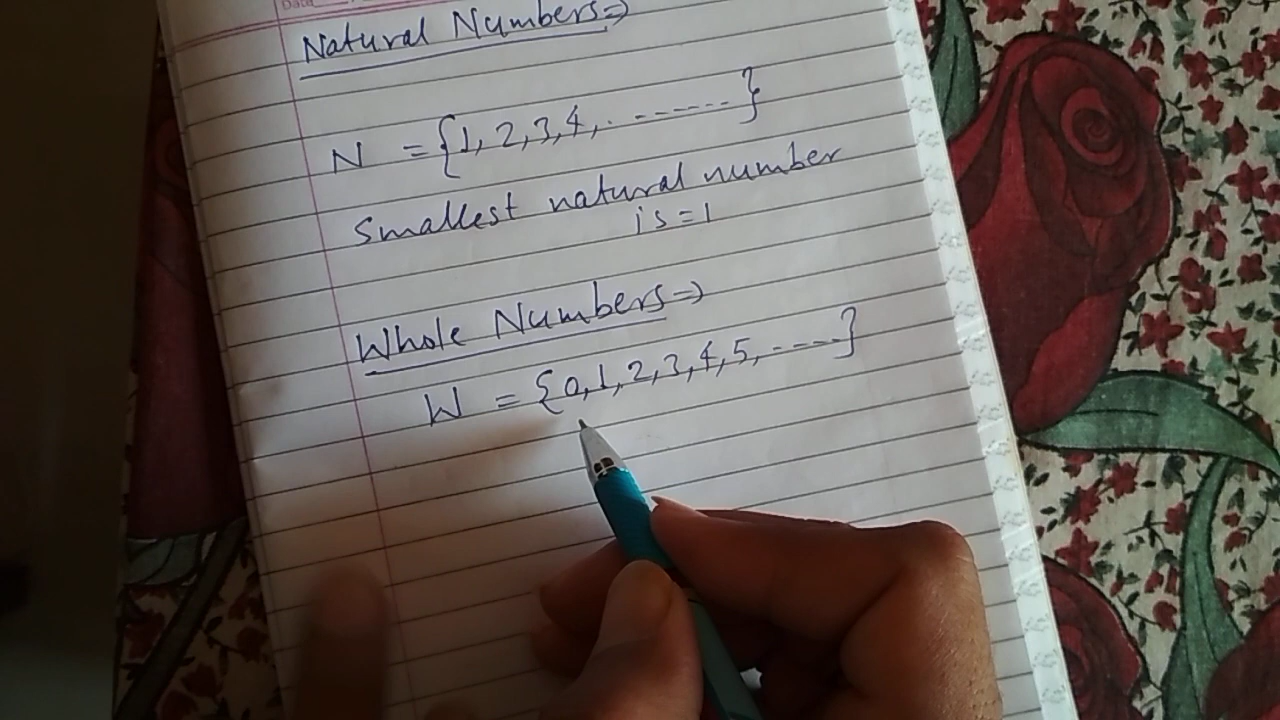 Date
Natural Numbers⇒
N = {1, 2, 3, 4, . ------}
Smallest natural number
is = 1
Whole Numbers⇒
W = {0, 1, 2, 3, 4, 5, -----}